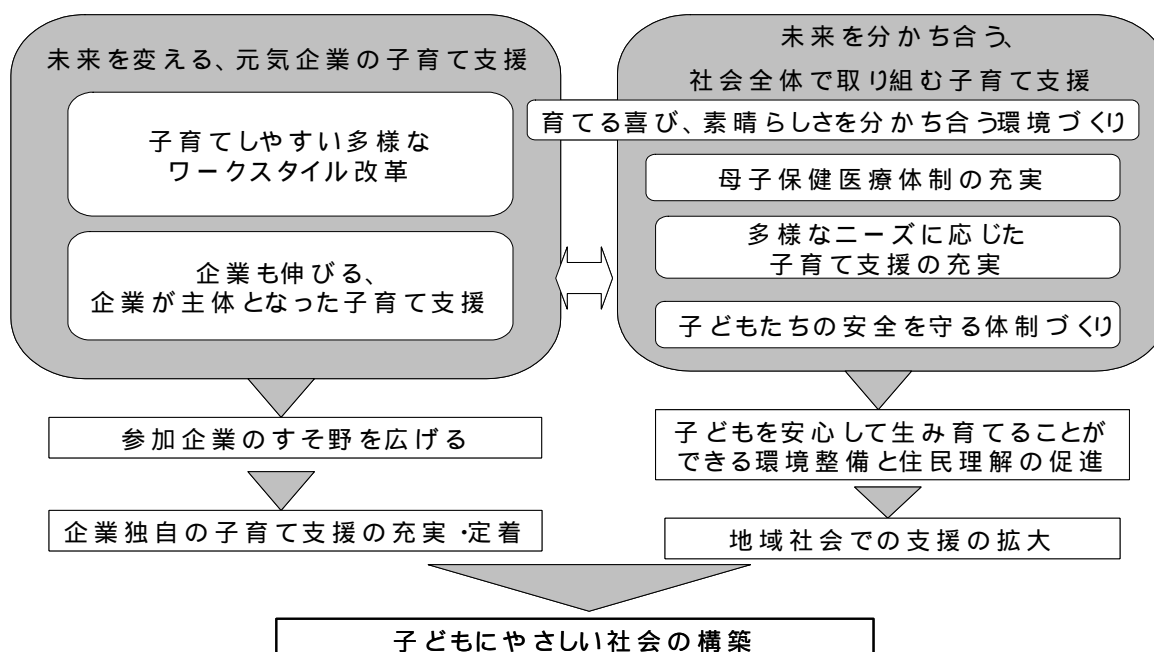 未来を変える、元気企業の子育て支援
子育てしやすい多様な
ワークスタイル改革
企業も伸びる、
企業が主体となった子育て支援
未来を分かち合う、
社会全体で取り組む子育て支援
育てる喜び、素晴らしさを分かち合う環境づくり
母子保健医療体制の充実
多様なニーズに応じた
子育て支援の充実
子どもたちの安全を守る体制づくり
参加企業のすそ野を広げる
企業独自の子育て支援の充実・定着
子どもを安心して生み育てることが
できる環境整備と住民理解の促進
地域社会での支援の拡大
子どもにやさしい社会の構築